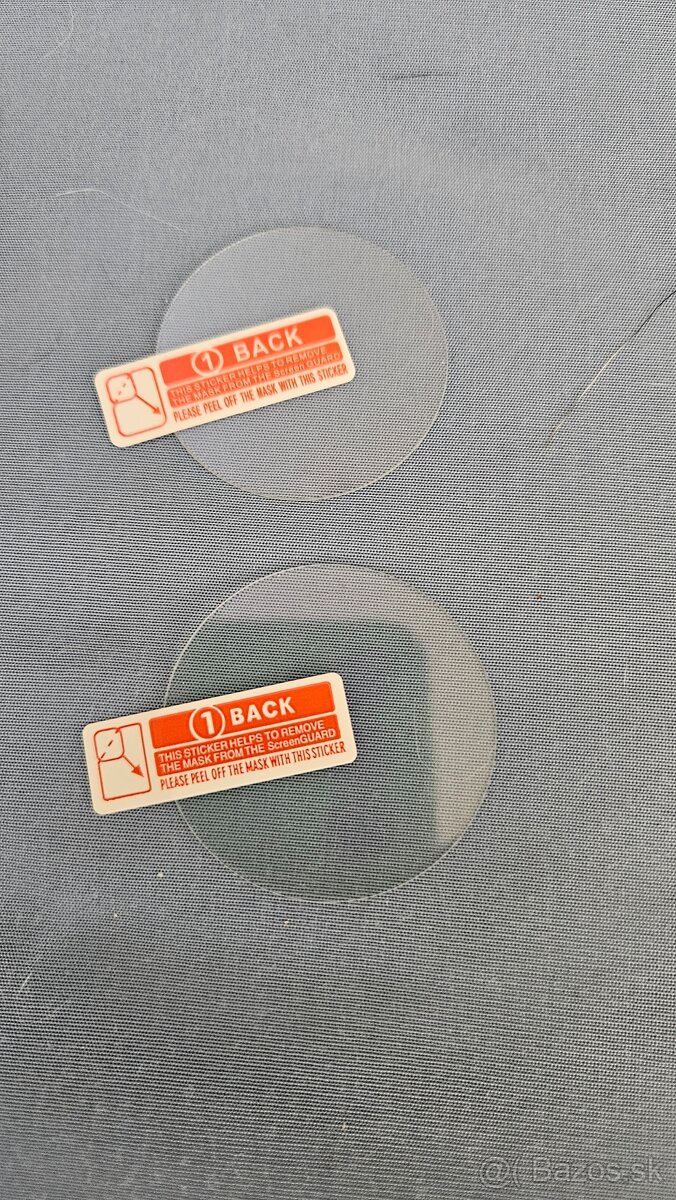 1 BACK
THIS STICKER HELPS TO REMOVE
THE MASK FROM THE Screen GUARD
PLEASE PEEL OFF THE MASK WITH THIS STICKER
1 BACK
THIS STICKER HELPS TO REMOVE
THE MASK FROM THE ScreenGUARD
PLEASE PEEL OFF THE MASK WITH THIS STICKER
@( Bazos.sk